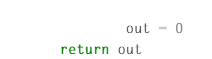 out = 0
return out